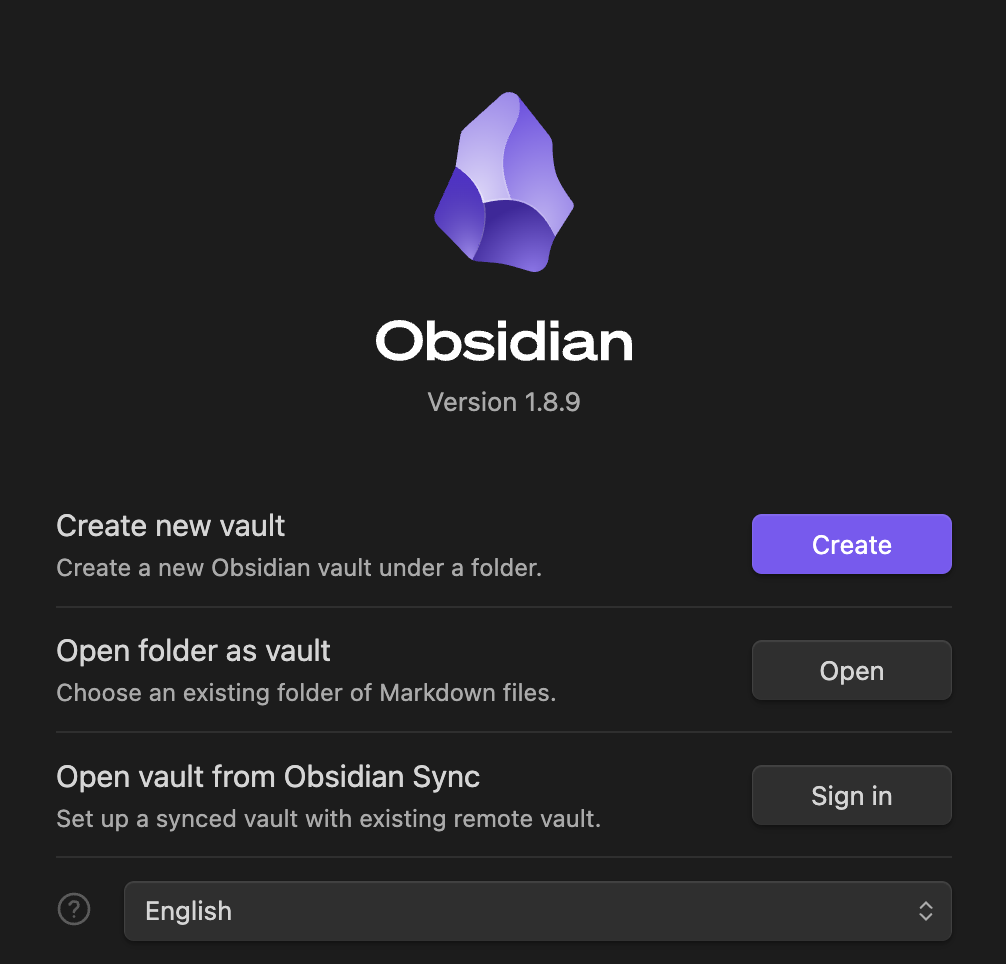 Obsidian
Version 1.8.9
Create new vault
Create a new Obsidian vault under a folder.
Create
Open folder as vault
Choose an existing folder of Markdown files.
Open
Open vault from Obsidian Sync
Set up a synced vault with existing remote vault.
Sign in
?
English